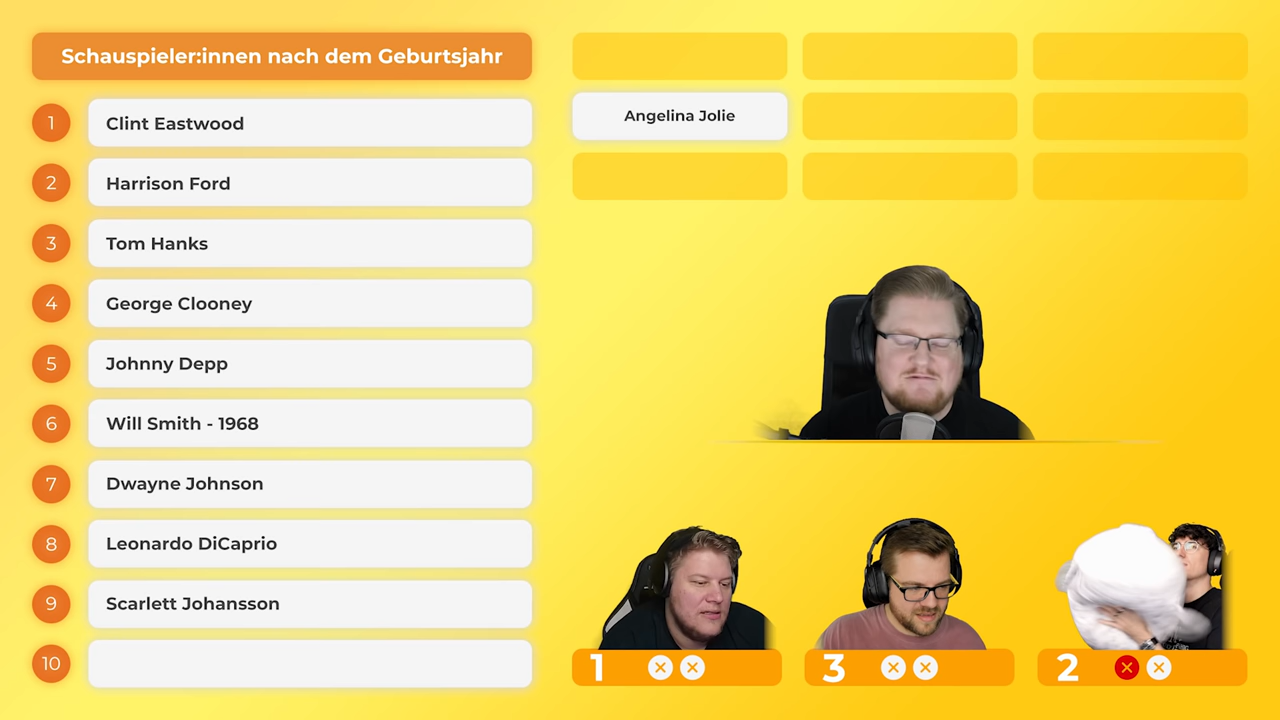 Schauspieler:innen nach dem Geburtsjahr
1 Clint Eastwood
2 Harrison Ford
3 Tom Hanks
4 George Clooney
5 Johnny Depp
6 Will Smith - 1968
7 Dwayne Johnson
8 Leonardo DiCaprio
9 Scarlett Johansson
10
Angelina Jolie
1
3
2